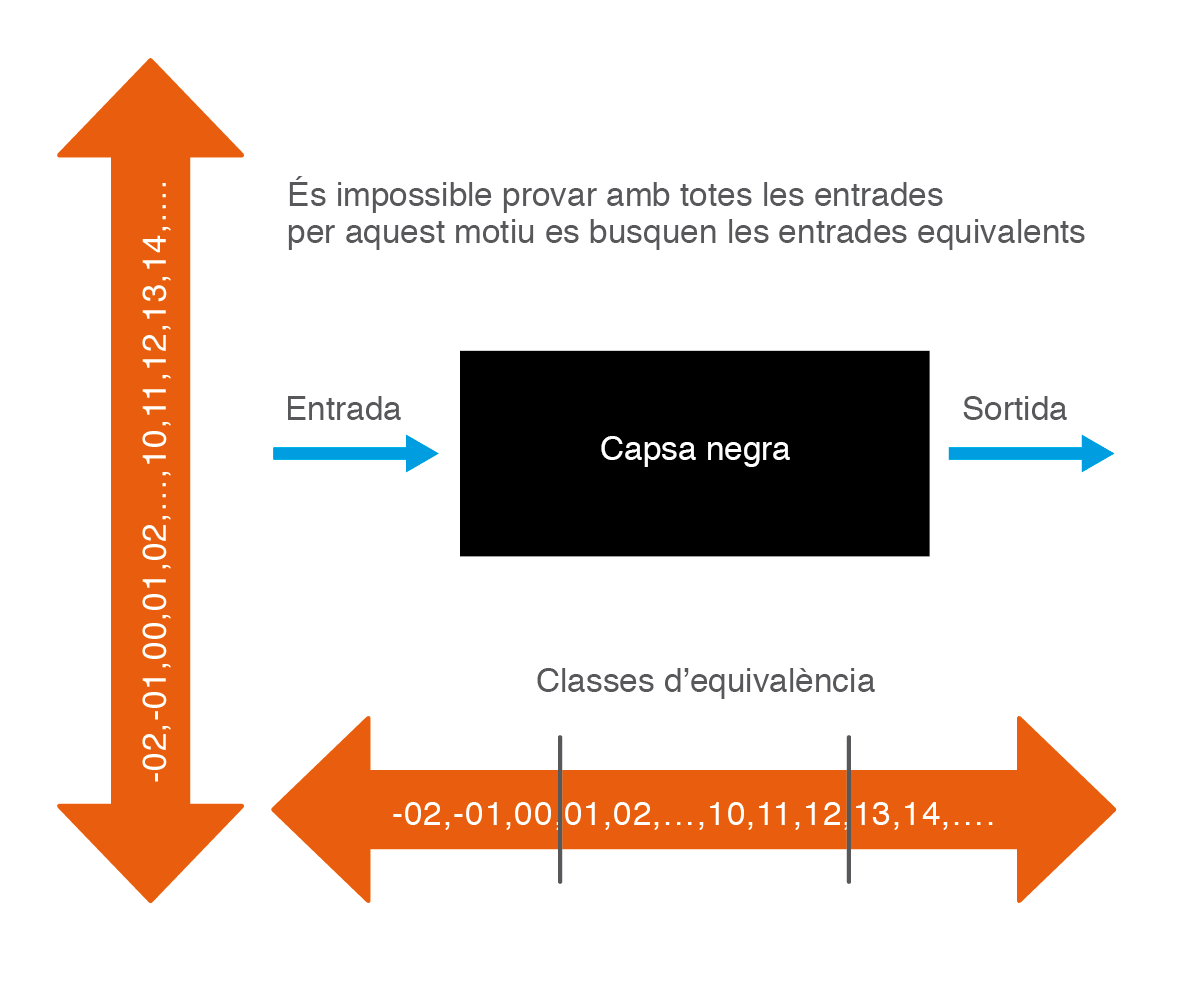 És impossible provar amb totes les entrades
per aquest motiu es busquen les entrades equivalents
-02,-01,00,01,02,...,10,11,12,13,14,....
Entrada
Capsa negra
Sortida
Classes d’equivalència
-02,-01,00,01,02,...,10,11,12,13,14,....